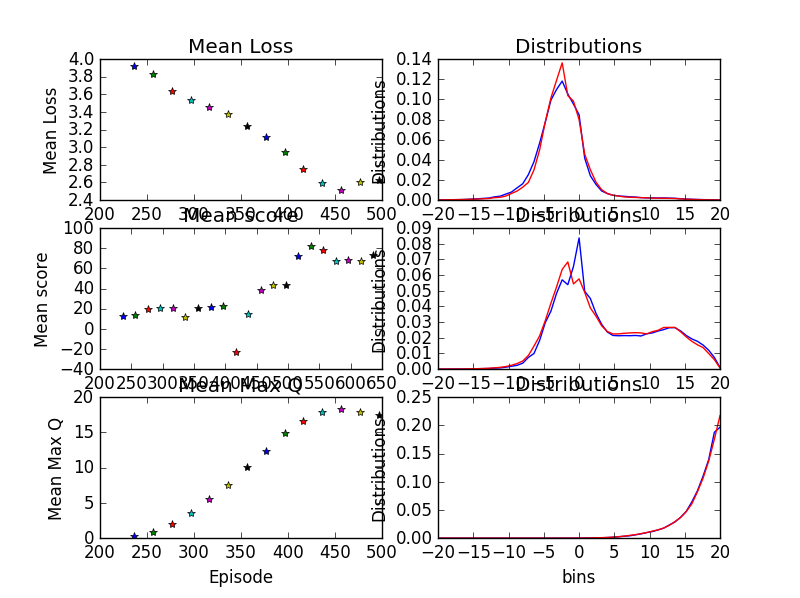 Mean Loss
Distributions
4.0
3.8
3.6
3.4
3.2
3.0
2.8
2.6
2.4
Mean Loss
200 250 300 350 400 450 500
0.14
0.12
0.10
0.08
0.06
0.04
0.02
0.00
Distributions
−20 −15 −10 −5 0 5 10 15 20
Mean score
Distributions
100
80
60
40
20
0
−20
−40
Mean score
200 250 300 350 400 450 500 550 600 650
0.09
0.08
0.07
0.06
0.05
0.04
0.03
0.02
0.01
0.00
Distributions
−20 −15 −10 −5 0 5 10 15 20
Mean Max Q
Distributions
20
15
10
5
0
Mean Max Q
200 250 300 350 400 450 500
Episode
0.25
0.20
0.15
0.10
0.05
0.00
Distributions
−20 −15 −10 −5 0 5 10 15 20
bins